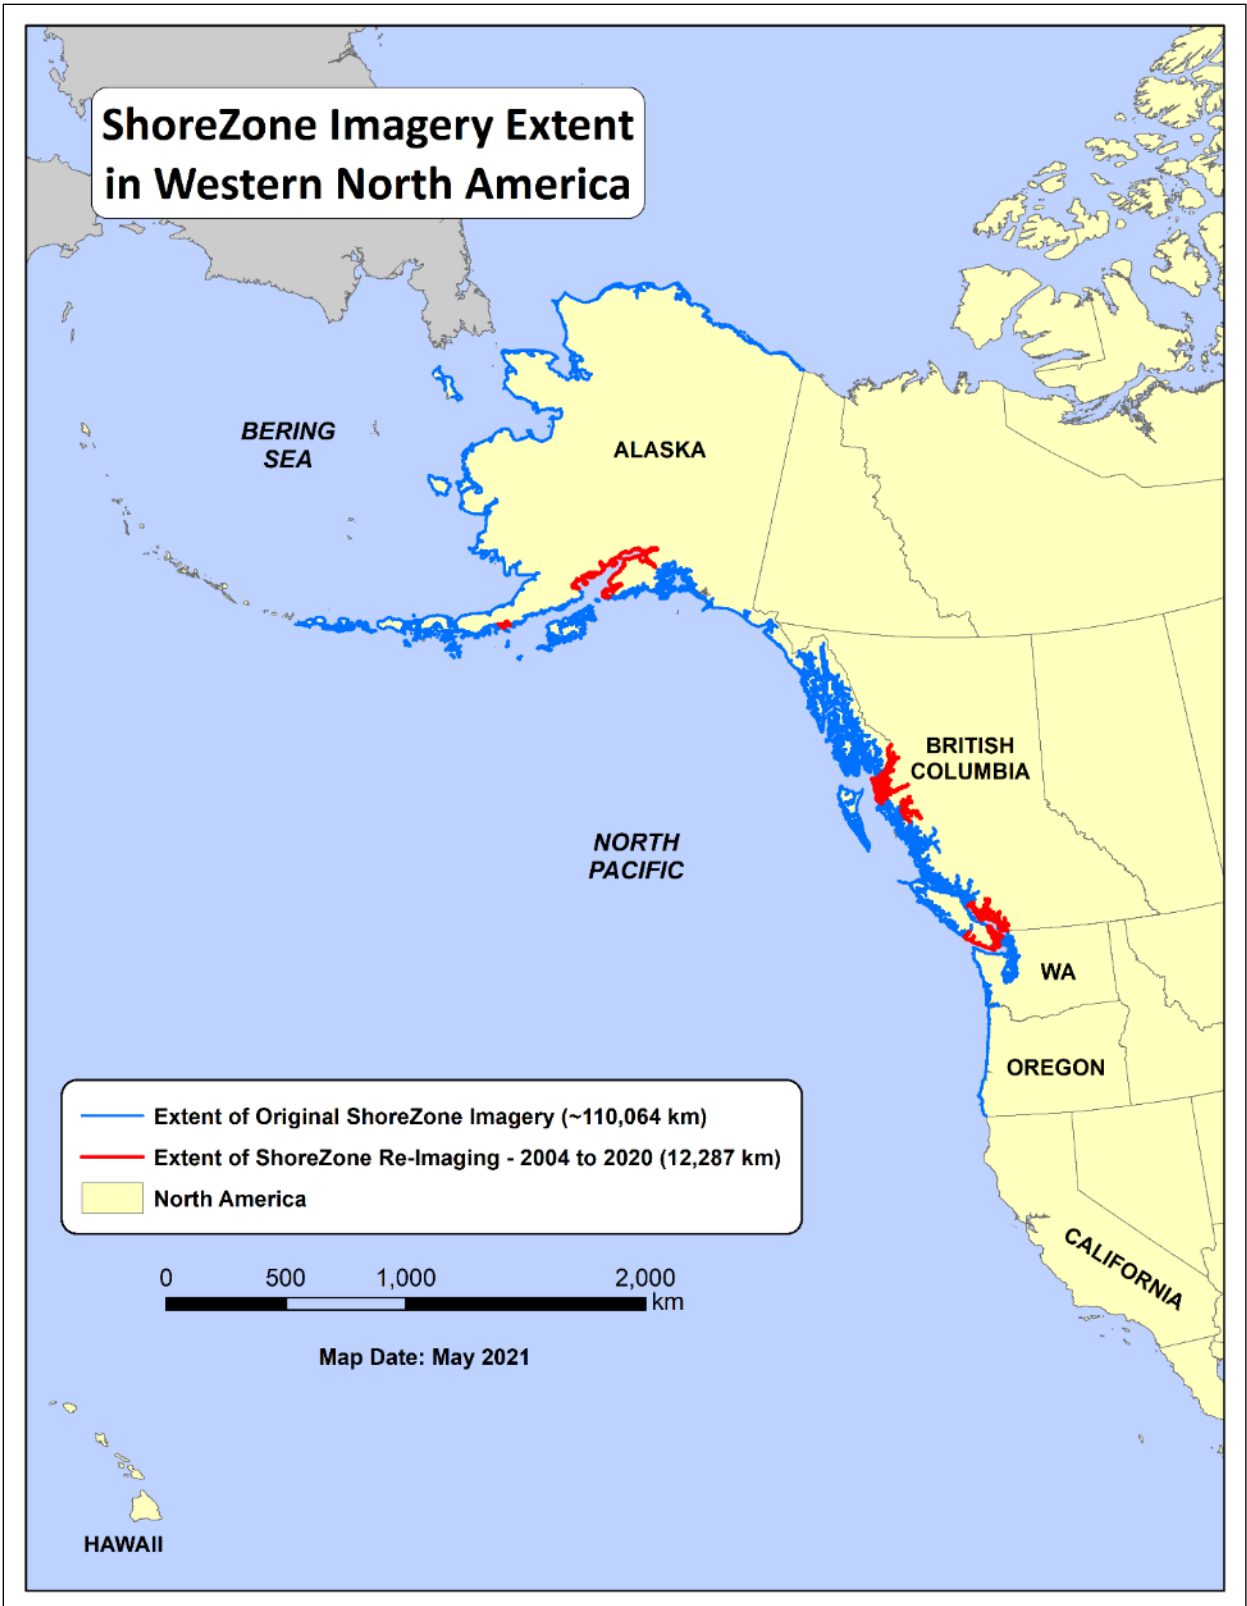 ShoreZone Imagery Extent
in Western North America
BERING
SEA
ALASKA
BRITISH
COLUMBIA
NORTH
PACIFIC
WA
OREGON
CALIFORNIA
Extent of Original ShoreZone Imagery (~110,064 km)
Extent of ShoreZone Re-Imaging - 2004 to 2020 (12,287 km)
North America
0 500 1,000 2,000
km
Map Date: May 2021
HAWAII